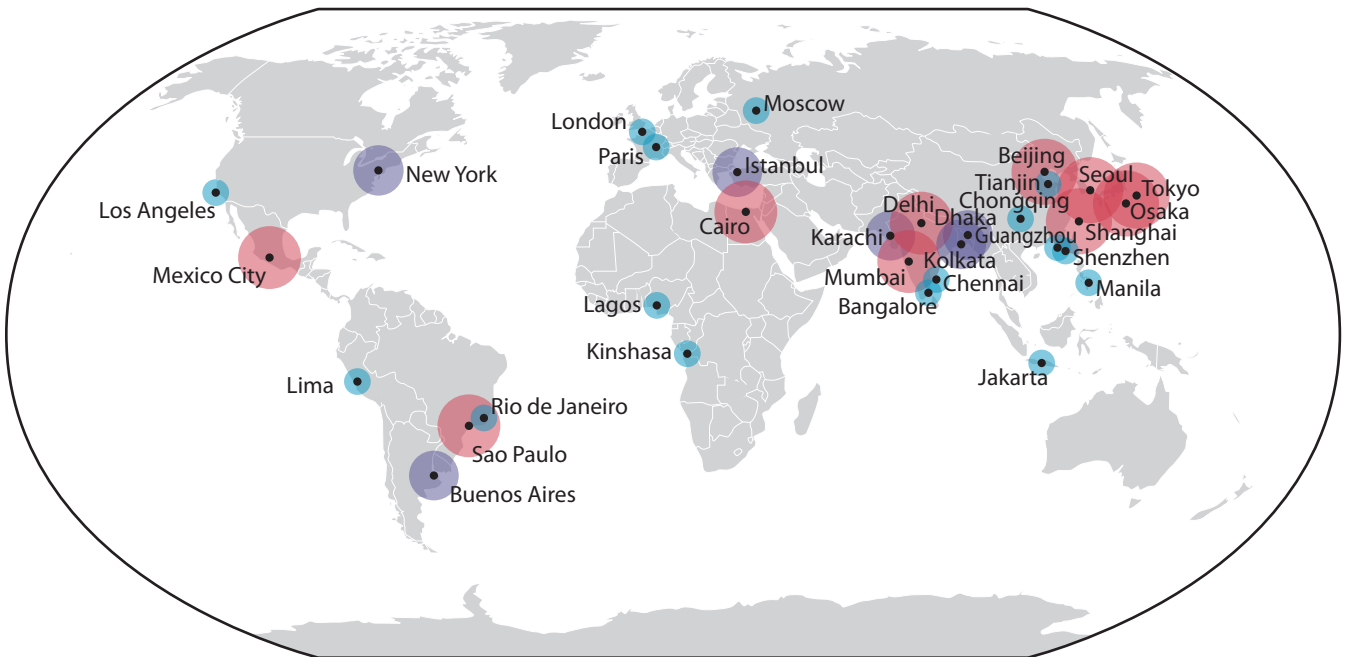 Moscow
London
Paris
Istanbul
New York
Beijing
Seoul
Tianjin
Tokyo
Los Angeles
Chongqing
Osaka
Delhi
Dhaka
Cairo
Karachi
Guangzhou
Shanghai
Mexico City
Kolkata
Shenzhen
Mumbai
Chennai
Manila
Bangalore
Lagos
Kinshasa
Jakarta
Lima
Rio de Janeiro
Sao Paulo
Buenos Aires